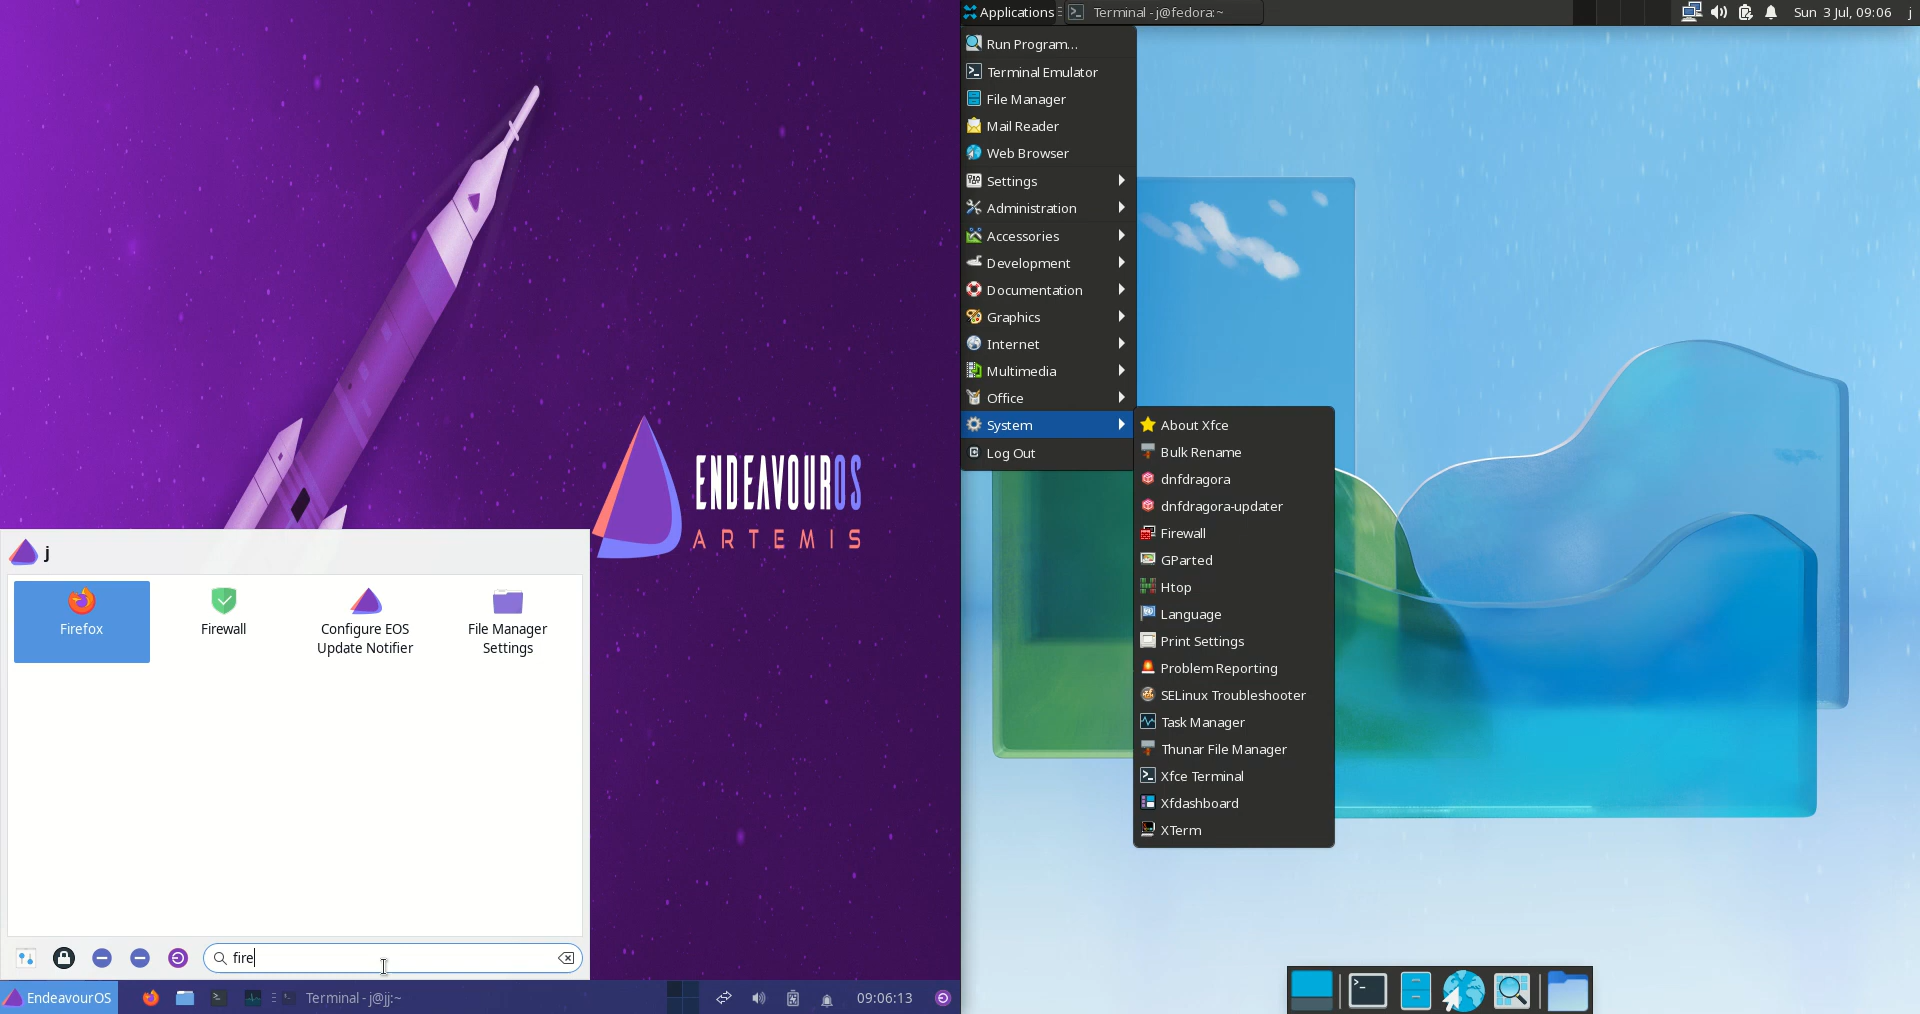 ENDEAVOUROS
ARTEMIS
j
Firefox
Firewall
Configure EOS
Update Notifier
File Manager
Settings
fire
EndeavourOS
Terminal - j@jj:~
09:06:13
Applications
Terminal - j@fedora:~
Sun 3 Jul, 09:06
j
Run Program...
Terminal Emulator
File Manager
Mail Reader
Web Browser
Settings
Administration
Accessories
Development
Documentation
Graphics
Internet
Multimedia
Office
System
Log Out
About Xfce
Bulk Rename
dnfdragora
dnfdragora-updater
Firewall
GParted
Htop
Language
Print Settings
Problem Reporting
SELinux Troubleshooter
Task Manager
Thunar File Manager
Xfce Terminal
Xfdashboard
XTerm